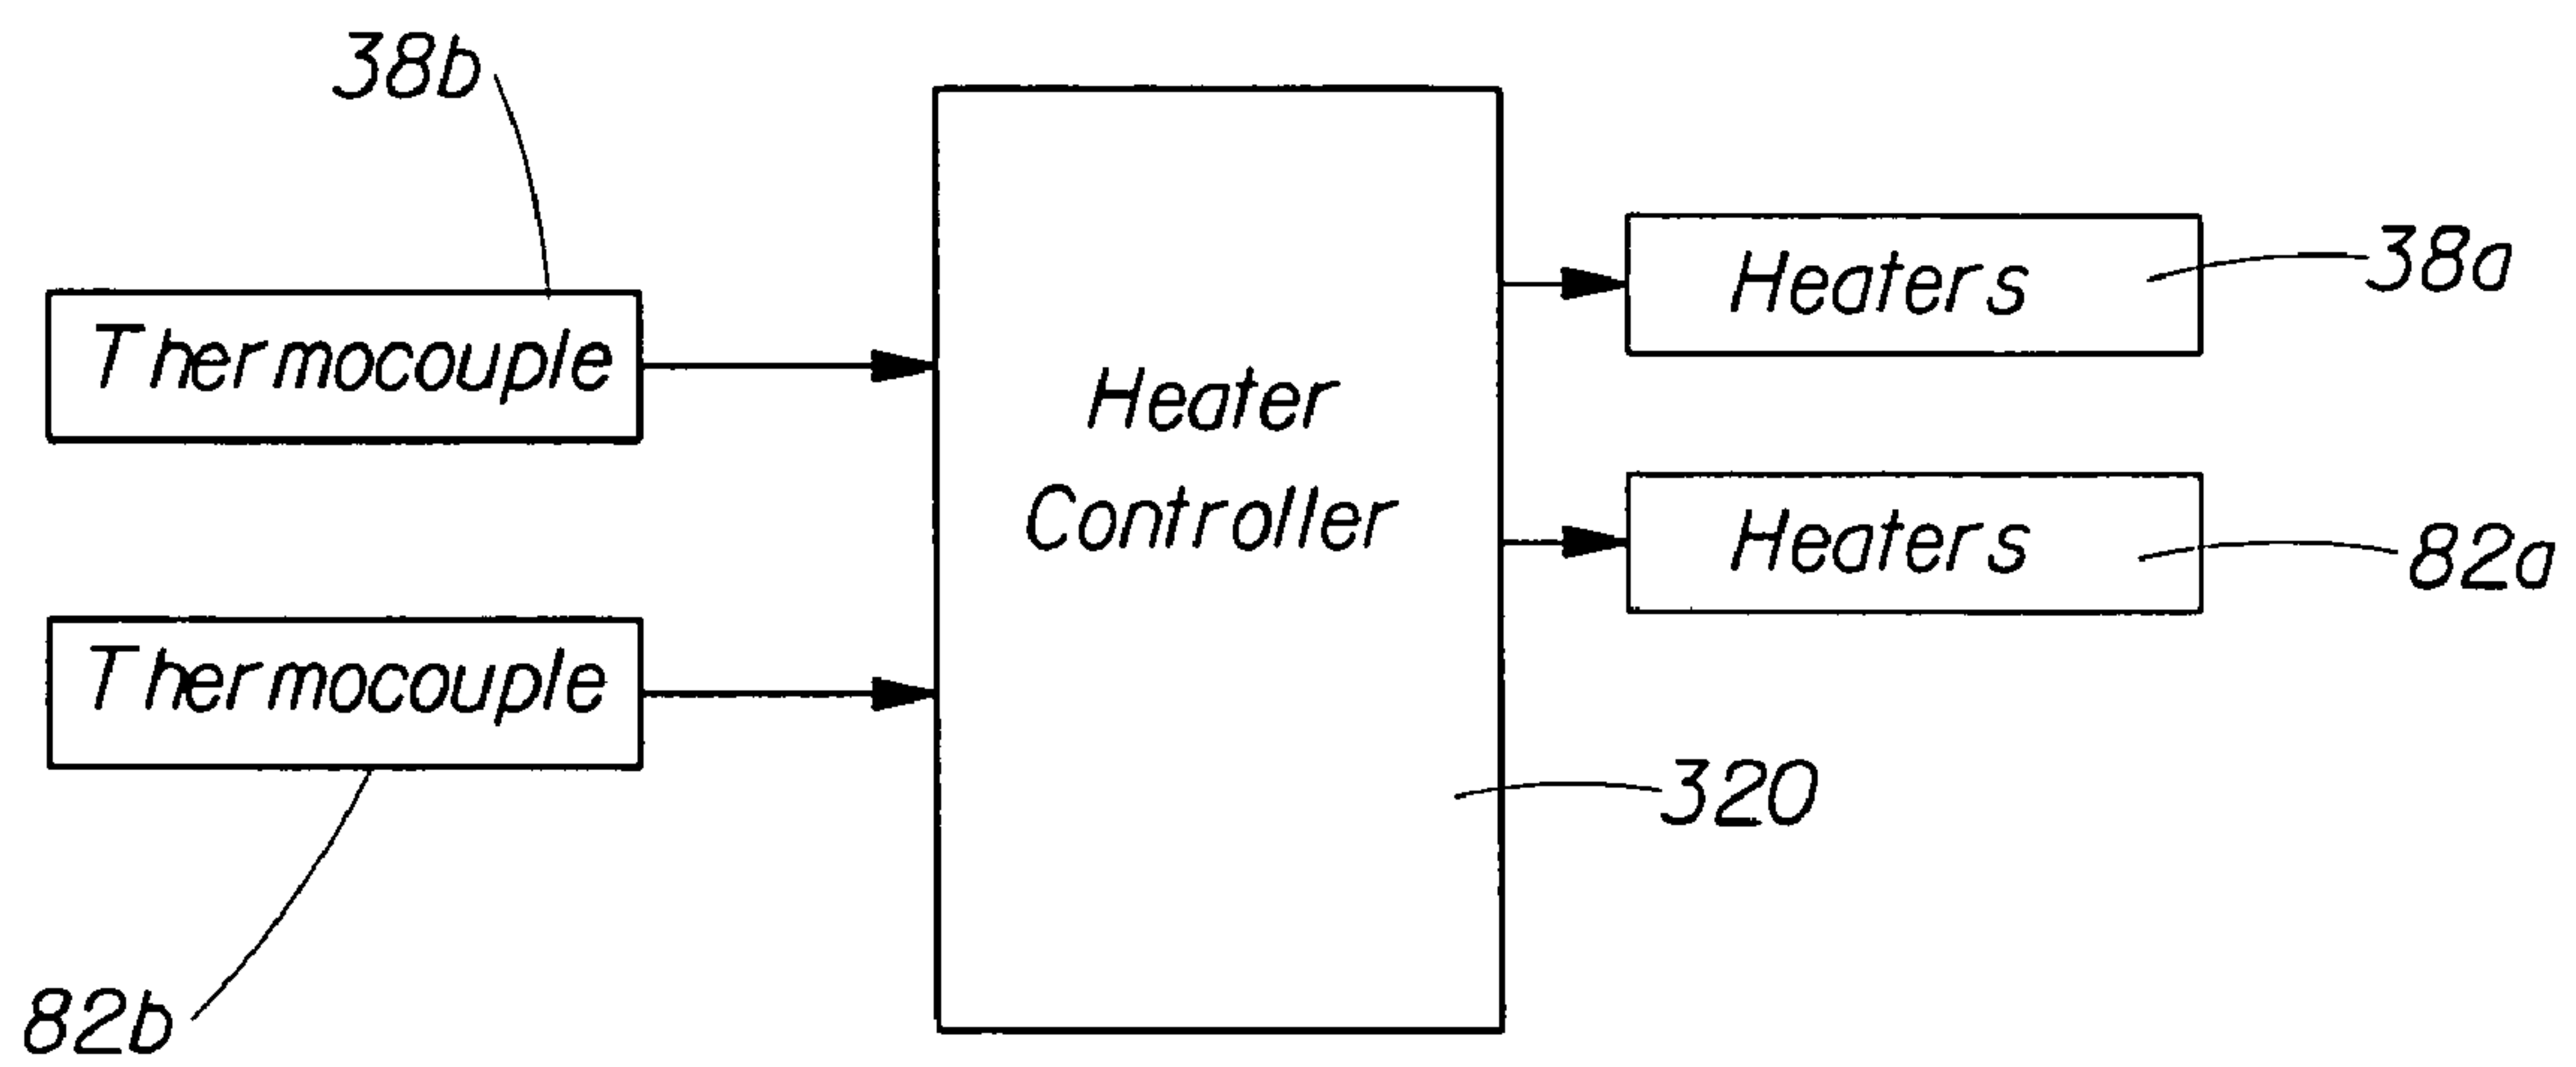 38b
Thermocouple
Heater
Controller
Heaters
38a
Heaters
82a
Thermocouple
320
82b